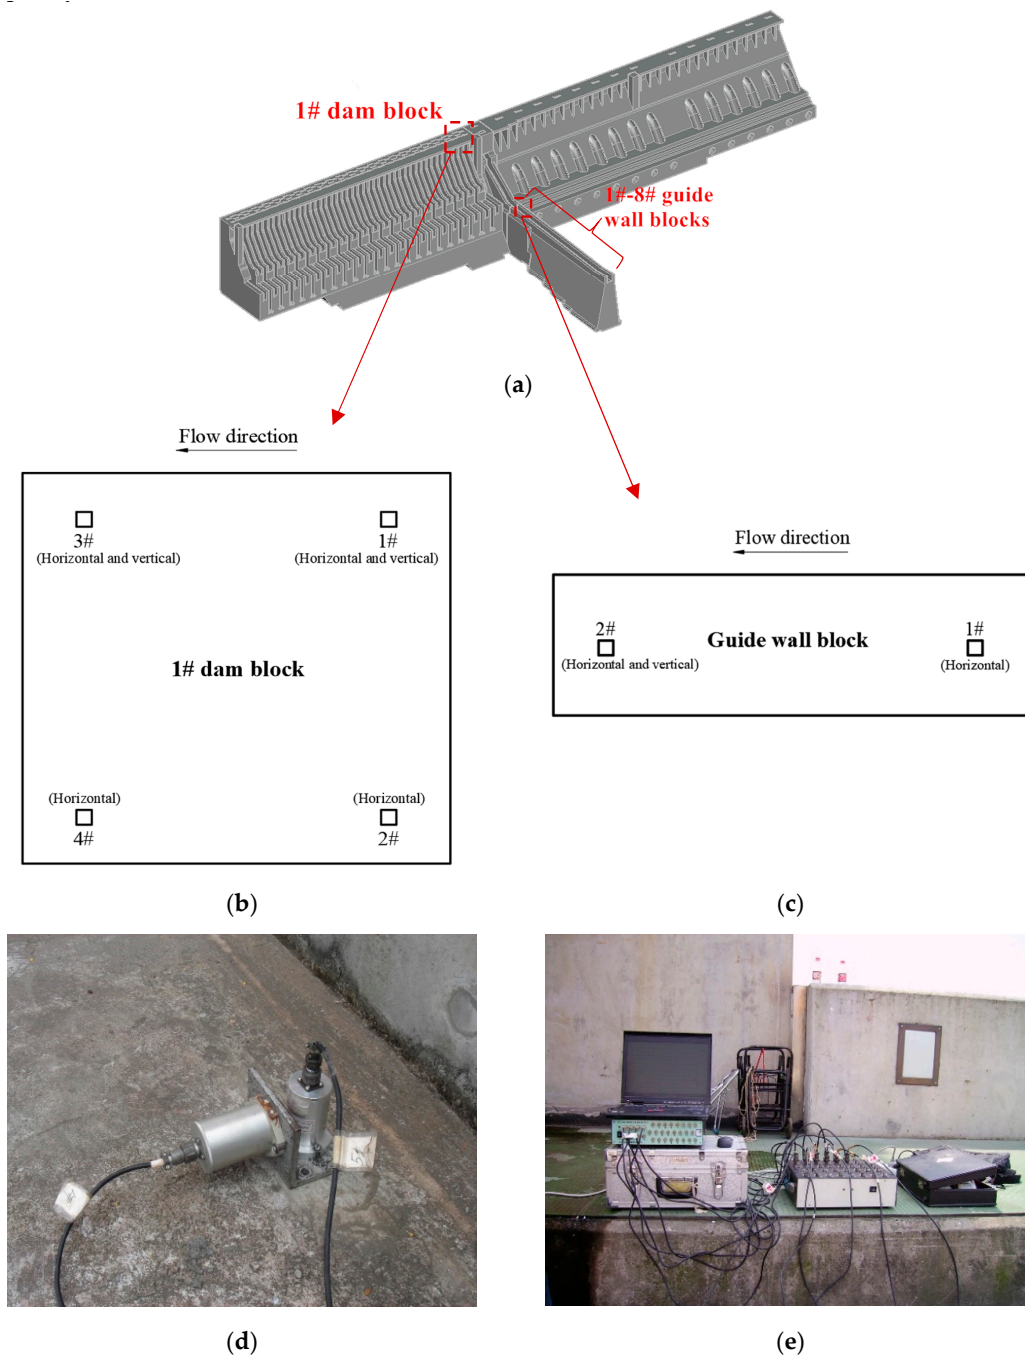 1# dam block
1#-8# guide
wall blocks
(a)
Flow direction
3#
(Horizontal and vertical)
1#
(Horizontal and vertical)
1# dam block
(Horizontal)
4#
(Horizontal)
2#
(b)
Flow direction
2#
(Horizontal and vertical)
Guide wall block
1#
(Horizontal)
(c)
(d)
(e)